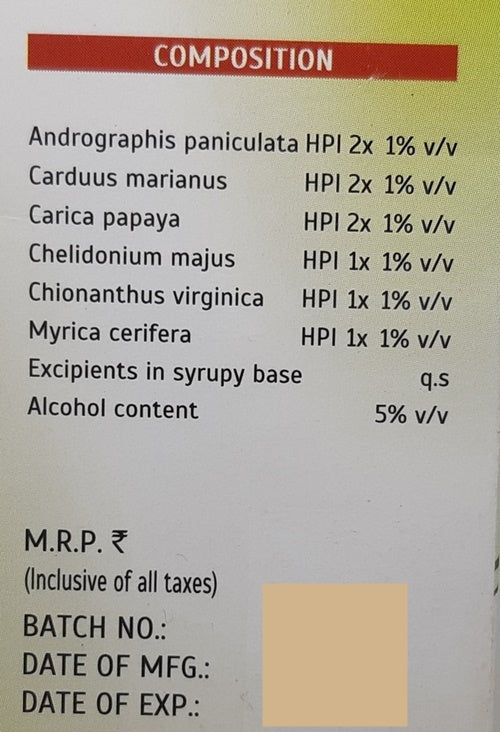 COMPOSITION
Andrographis paniculata HPI 2x 1% v/v
Carduus marianus HPI 2x 1% v/v
Carica papaya HPI 2x 1% v/v
Chelidonium majus HPI 1x 1% v/v
Chionanthus virginica HPI 1x 1% v/v
Myrica cerifera HPI 1x 1% v/v
Excipients in syrupy base q.s
Alcohol content 5% v/v
M.R.P. ₹
(Inclusive of all taxes)
BATCH NO.:
DATE OF MFG.:
DATE OF EXP.: